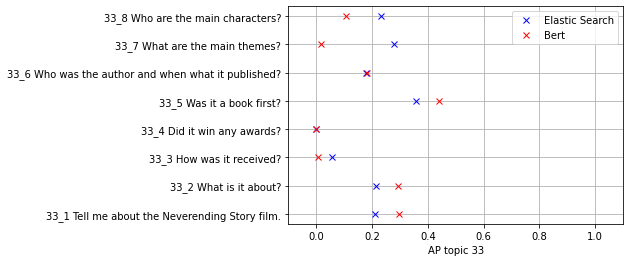 33_8 Who are the main characters?
33_7 What are the main themes?
33_6 Who was the author and when what it published?
33_5 Was it a book first?
33_4 Did it win any awards?
33_3 How was it received?
33_2 What is it about?
33_1 Tell me about the Neverending Story film.
Elastic Search
Bert
0.0 0.2 0.4 0.6 0.8 1.0
AP topic 33